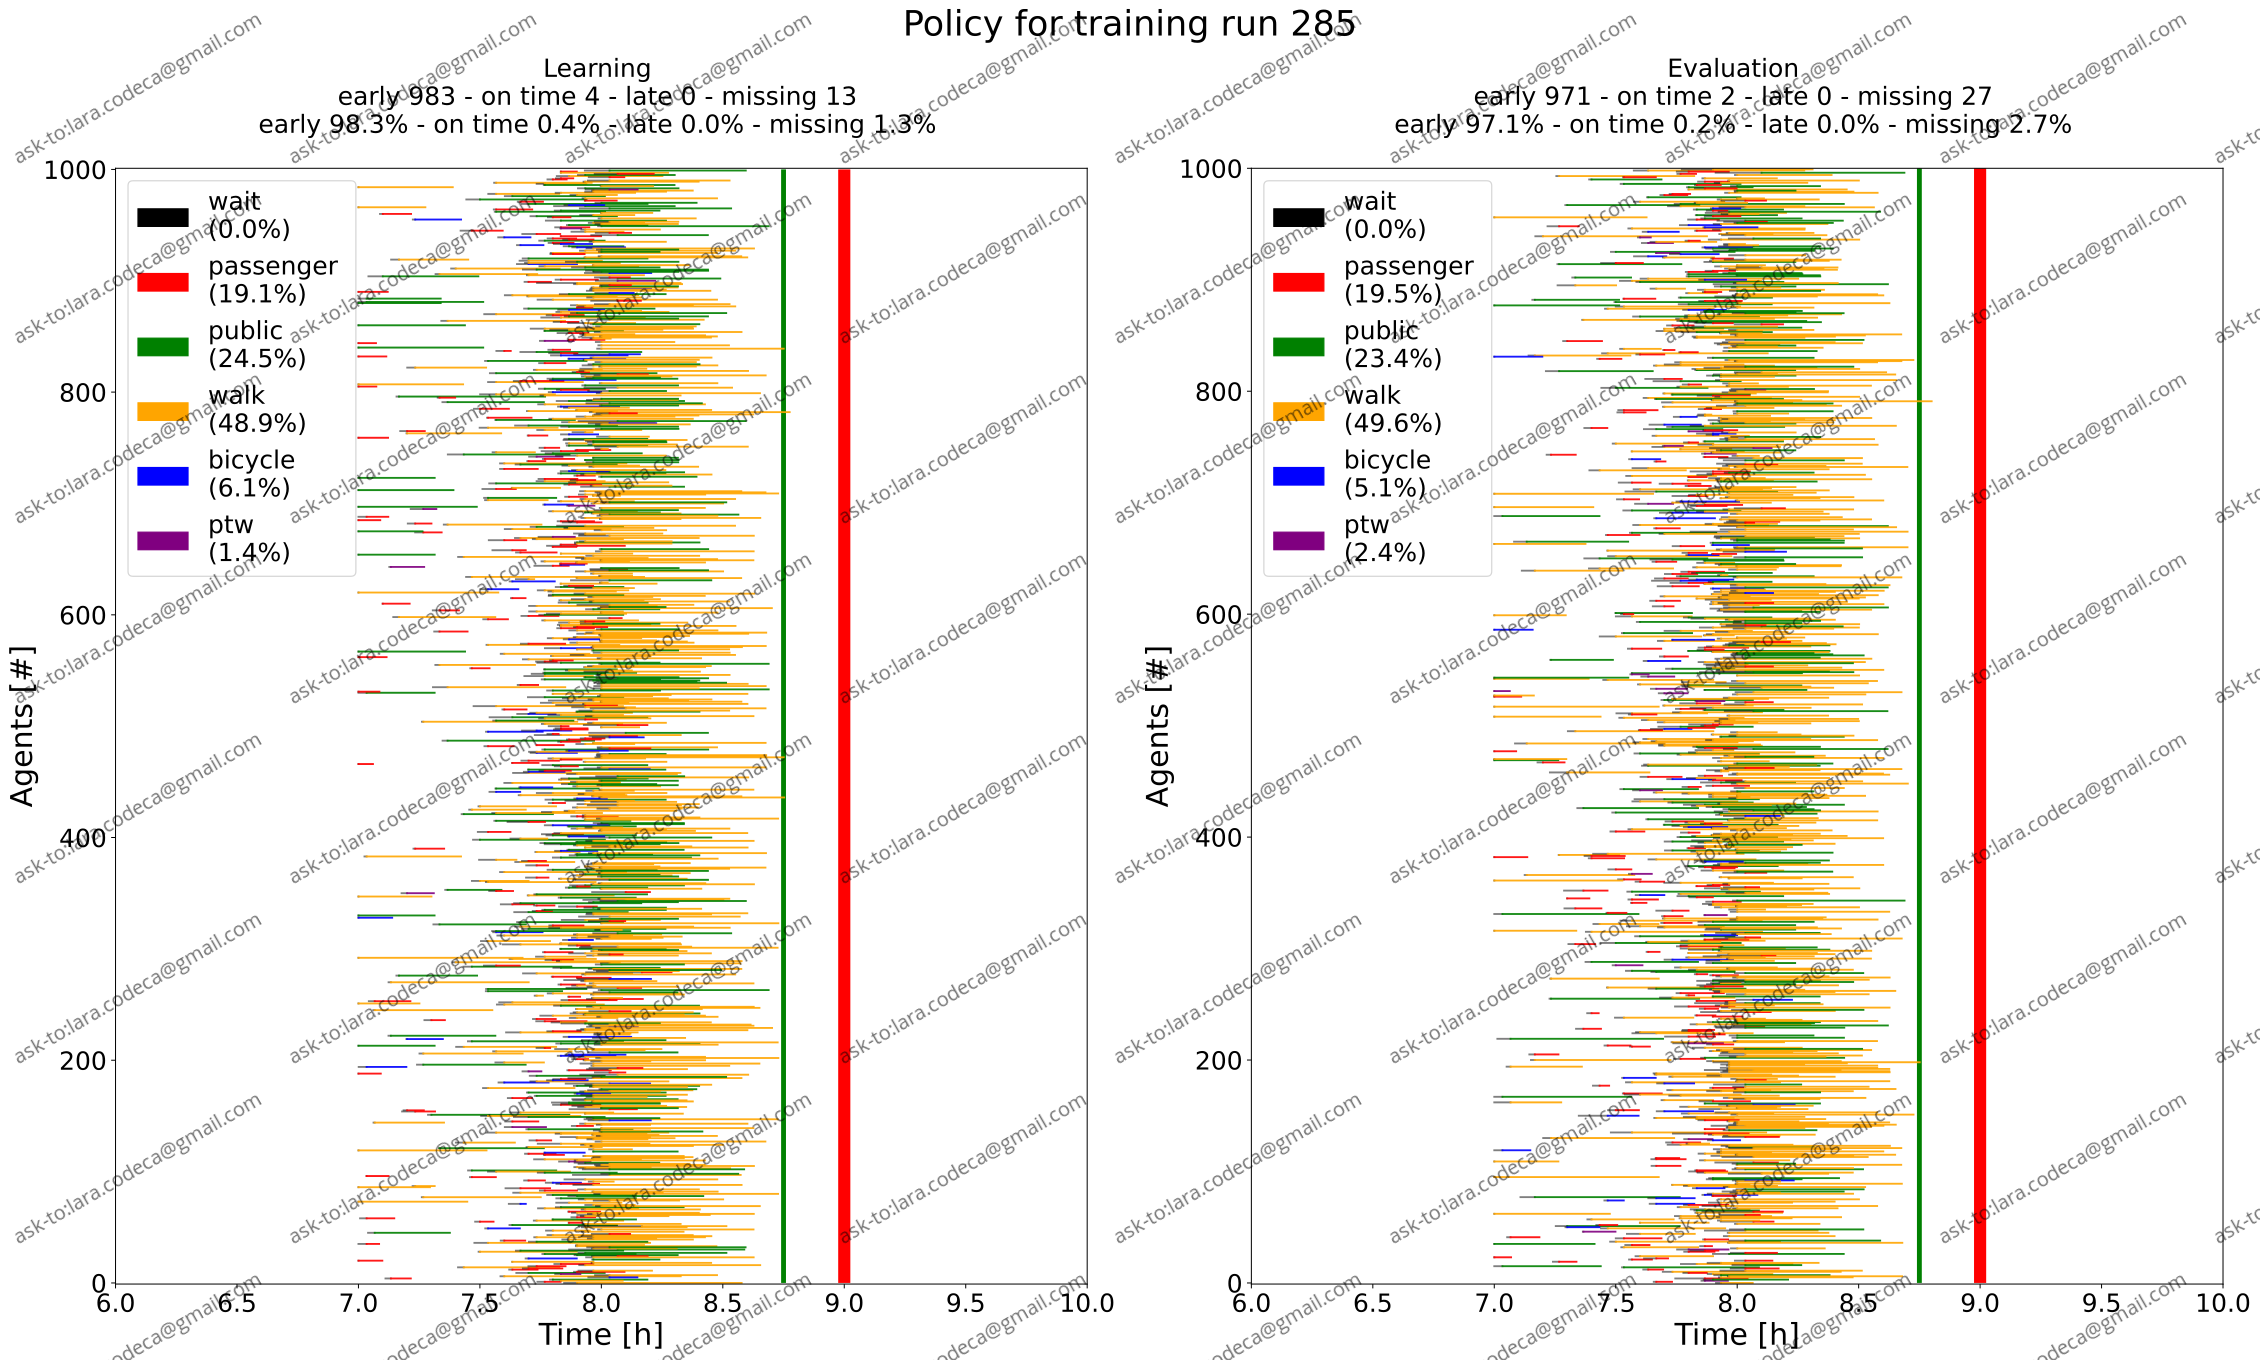 Policy for training run 285
Learning
early 983 - on time 4 - late 0 - missing 13
early 98.3% - on time 0.4% - late 0.0% - missing 1.3%
1000
800
600
400
200
0
Agents [#]
wait
(0.0%)
passenger
(19.1%)
public
(24.5%)
walk
(48.9%)
bicycle
(6.1%)
ptw
(1.4%)
6.0 6.5 7.0 7.5 8.0 8.5 9.0 9.5 10.0
Time [h]
Evaluation
early 971 - on time 2 - late 0 - missing 27
early 97.1% - on time 0.2% - late 0.0% - missing 2.7%
1000
800
600
400
200
0
Agents [#]
wait
(0.0%)
passenger
(19.5%)
public
(23.4%)
walk
(49.6%)
bicycle
(5.1%)
ptw
(2.4%)
6.0 6.5 7.0 7.5 8.0 8.5 9.0 9.5 10.0
Time [h]
ask-to:lara.codeca@gmail.com